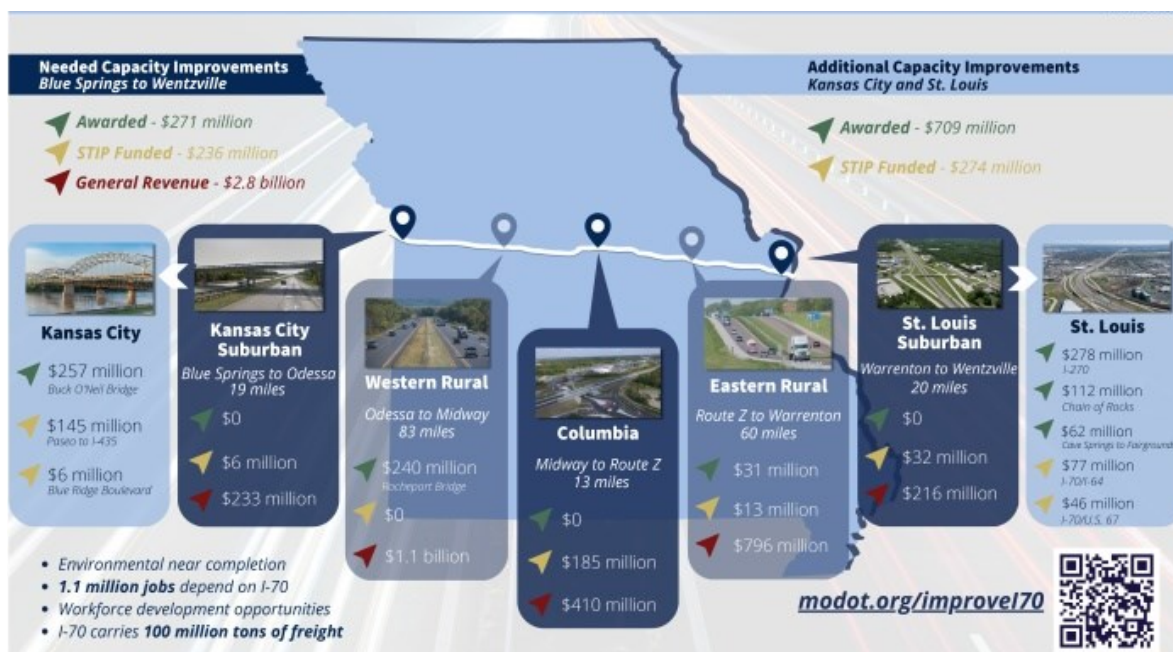 Needed Capacity Improvements
Blue Springs to Wentzville
Awarded - $271 million
STIP Funded - $236 million
General Revenue - $2.8 billion
Additional Capacity Improvements
Kansas City and St. Louis
Awarded - $709 million
STIP Funded - $274 million
Kansas City
$257 million
Buck O'Neil Bridge
$145 million
Paseo to I-435
$6 million
Blue Ridge Boulevard
Kansas City
Suburban
Blue Springs to Odessa
19 miles
$0
$6 million
$233 million
Western Rural
Odessa to Midway
83 miles
$240 million
Rocheport Bridge
$0
$1.1 billion
Columbia
Midway to Route Z
13 miles
$0
$185 million
$410 million
Eastern Rural
Route Z to Warrenton
60 miles
$31 million
$13 million
$796 million
St. Louis
Suburban
Warrenton to Wentzville
20 miles
$0
$32 million
$216 million
St. Louis
$278 million
I-270
$112 million
Chain of Rocks
$62 million
Cave Springs to Fairground
$77 million
I-70/I-64
$46 million
I-70/U.S. 67
• Environmental near completion
• 1.1 million jobs depend on I-70
• Workforce development opportunities
• I-70 carries 100 million tons of freight
modot.org/improveI70